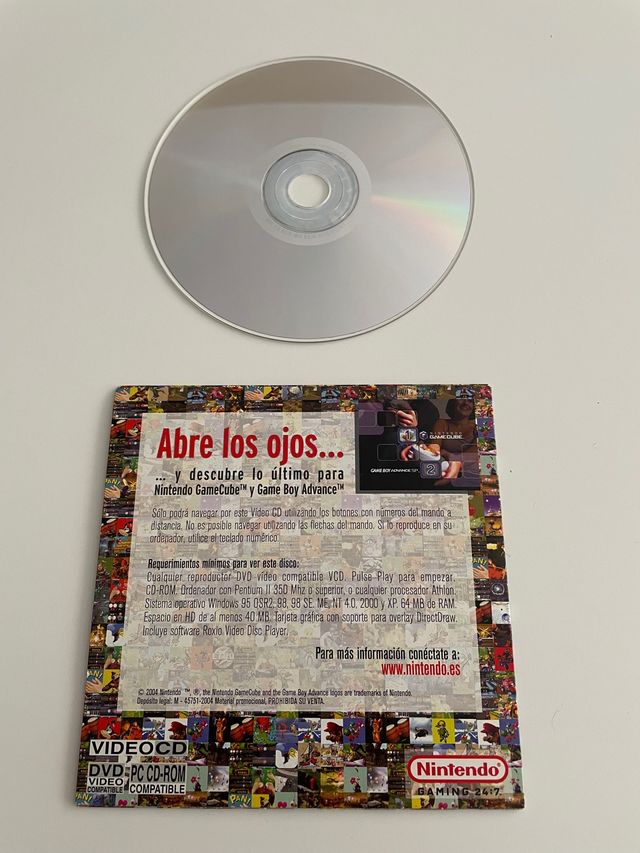 Abre los ojos...
... y descubre lo último para
Nintendo GameCube™ y Game Boy Advance™
NINTENDO
GAMECUBE
GAME BOY ADVANCE SP
1
2
Sólo podrá navegar por este Vídeo CD utilizando los botones con números del mando a
distancia. No es posible navegar utilizando las flechas del mando. Si lo reproduce en su
ordenador, utilice el teclado numérico.
Requerimientos mínimos para ver este disco:
Cualquier reproductor DVD vídeo compatible VCD. Pulse Play para empezar.
CD-ROM. Ordenador con Pentium II 350 Mhz o superior, o cualquier procesador Athlon.
Sistema operativo Windows 95 OSR2, 98, 98 SE, ME, NT 4.0, 2000 y XP. 64 MB de RAM.
Espacio en HD de al menos 40 MB. Tarjeta gráfica con soporte para overlay DirectDraw.
Incluye software Roxio Video Disc Player.
Para más información conéctate a:
www.nintendo.es
© 2004 Nintendo ™, ®, the Nintendo GameCube and the Game Boy Advance logos are trademarks of Nintendo.
Depósito legal: M - 45751-2004 Material promocional, PROHIBIDA SU VENTA.
VIDEOCD
DVD VIDEO COMPATIBLE
PC CD-ROM COMPATIBLE
Nintendo®
GAMING 24:7